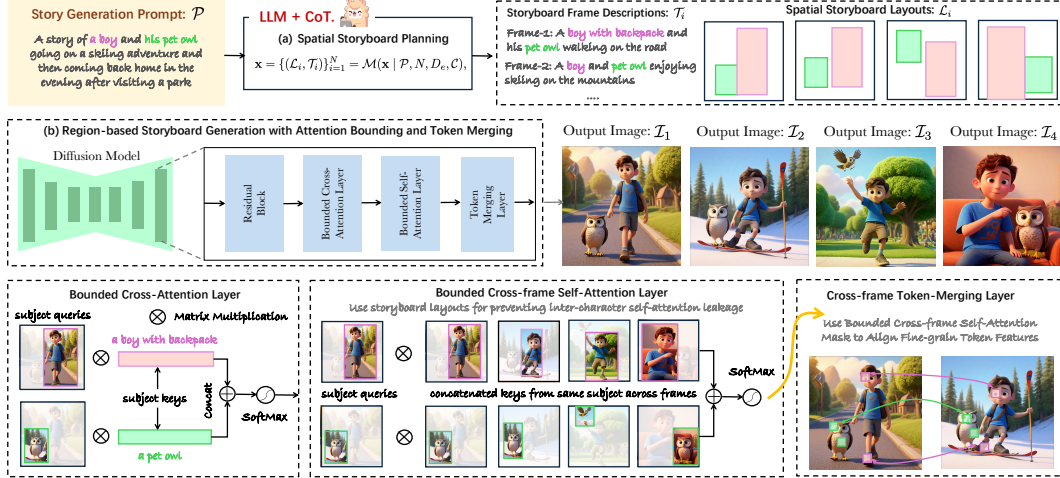 Story Generation Prompt: 𝒫
A story of a boy and his pet owl
going on a skiing adventure and
then coming back home in the
evening after visiting a park
LLM + CoT.
(a) Spatial Storyboard Planning
x = {(ℒᵢ, 𝒯ᵢ)}ᵢ₌₁ᴺ = ℳ(x | 𝒫, N, Dₑ, 𝒞),
Storyboard Frame Descriptions: 𝒯ᵢ
Frame-1: A boy with backpack and
his pet owl walking on the road
Frame-2: A boy and pet owl enjoying
skiing on the mountains
....
Spatial Storyboard Layouts: ℒᵢ
(b) Region-based Storyboard Generation with Attention Bounding and Token Merging
Diffusion Model
Residual
Block
Bounded Cross-
Attention Layer
Bounded Self-
Attention Layer
Token
Merging
Layer
Output Image: ℐ₁
Output Image: ℐ₂
Output Image: ℐ₃
Output Image: ℐ₄
Bounded Cross-Attention Layer
subject queries
Matrix Multiplication
a boy with backpack
subject keys
Concat
SoftMax
a pet owl
Bounded Cross-frame Self-Attention Layer
Use storyboard layouts for preventing inter-character self-attention leakage
subject queries
concatenated keys from same subject across frames
SoftMax
Cross-frame Token-Merging Layer
Use Bounded Cross-frame Self-Attention
Mask to Align Fine-grain Token Features